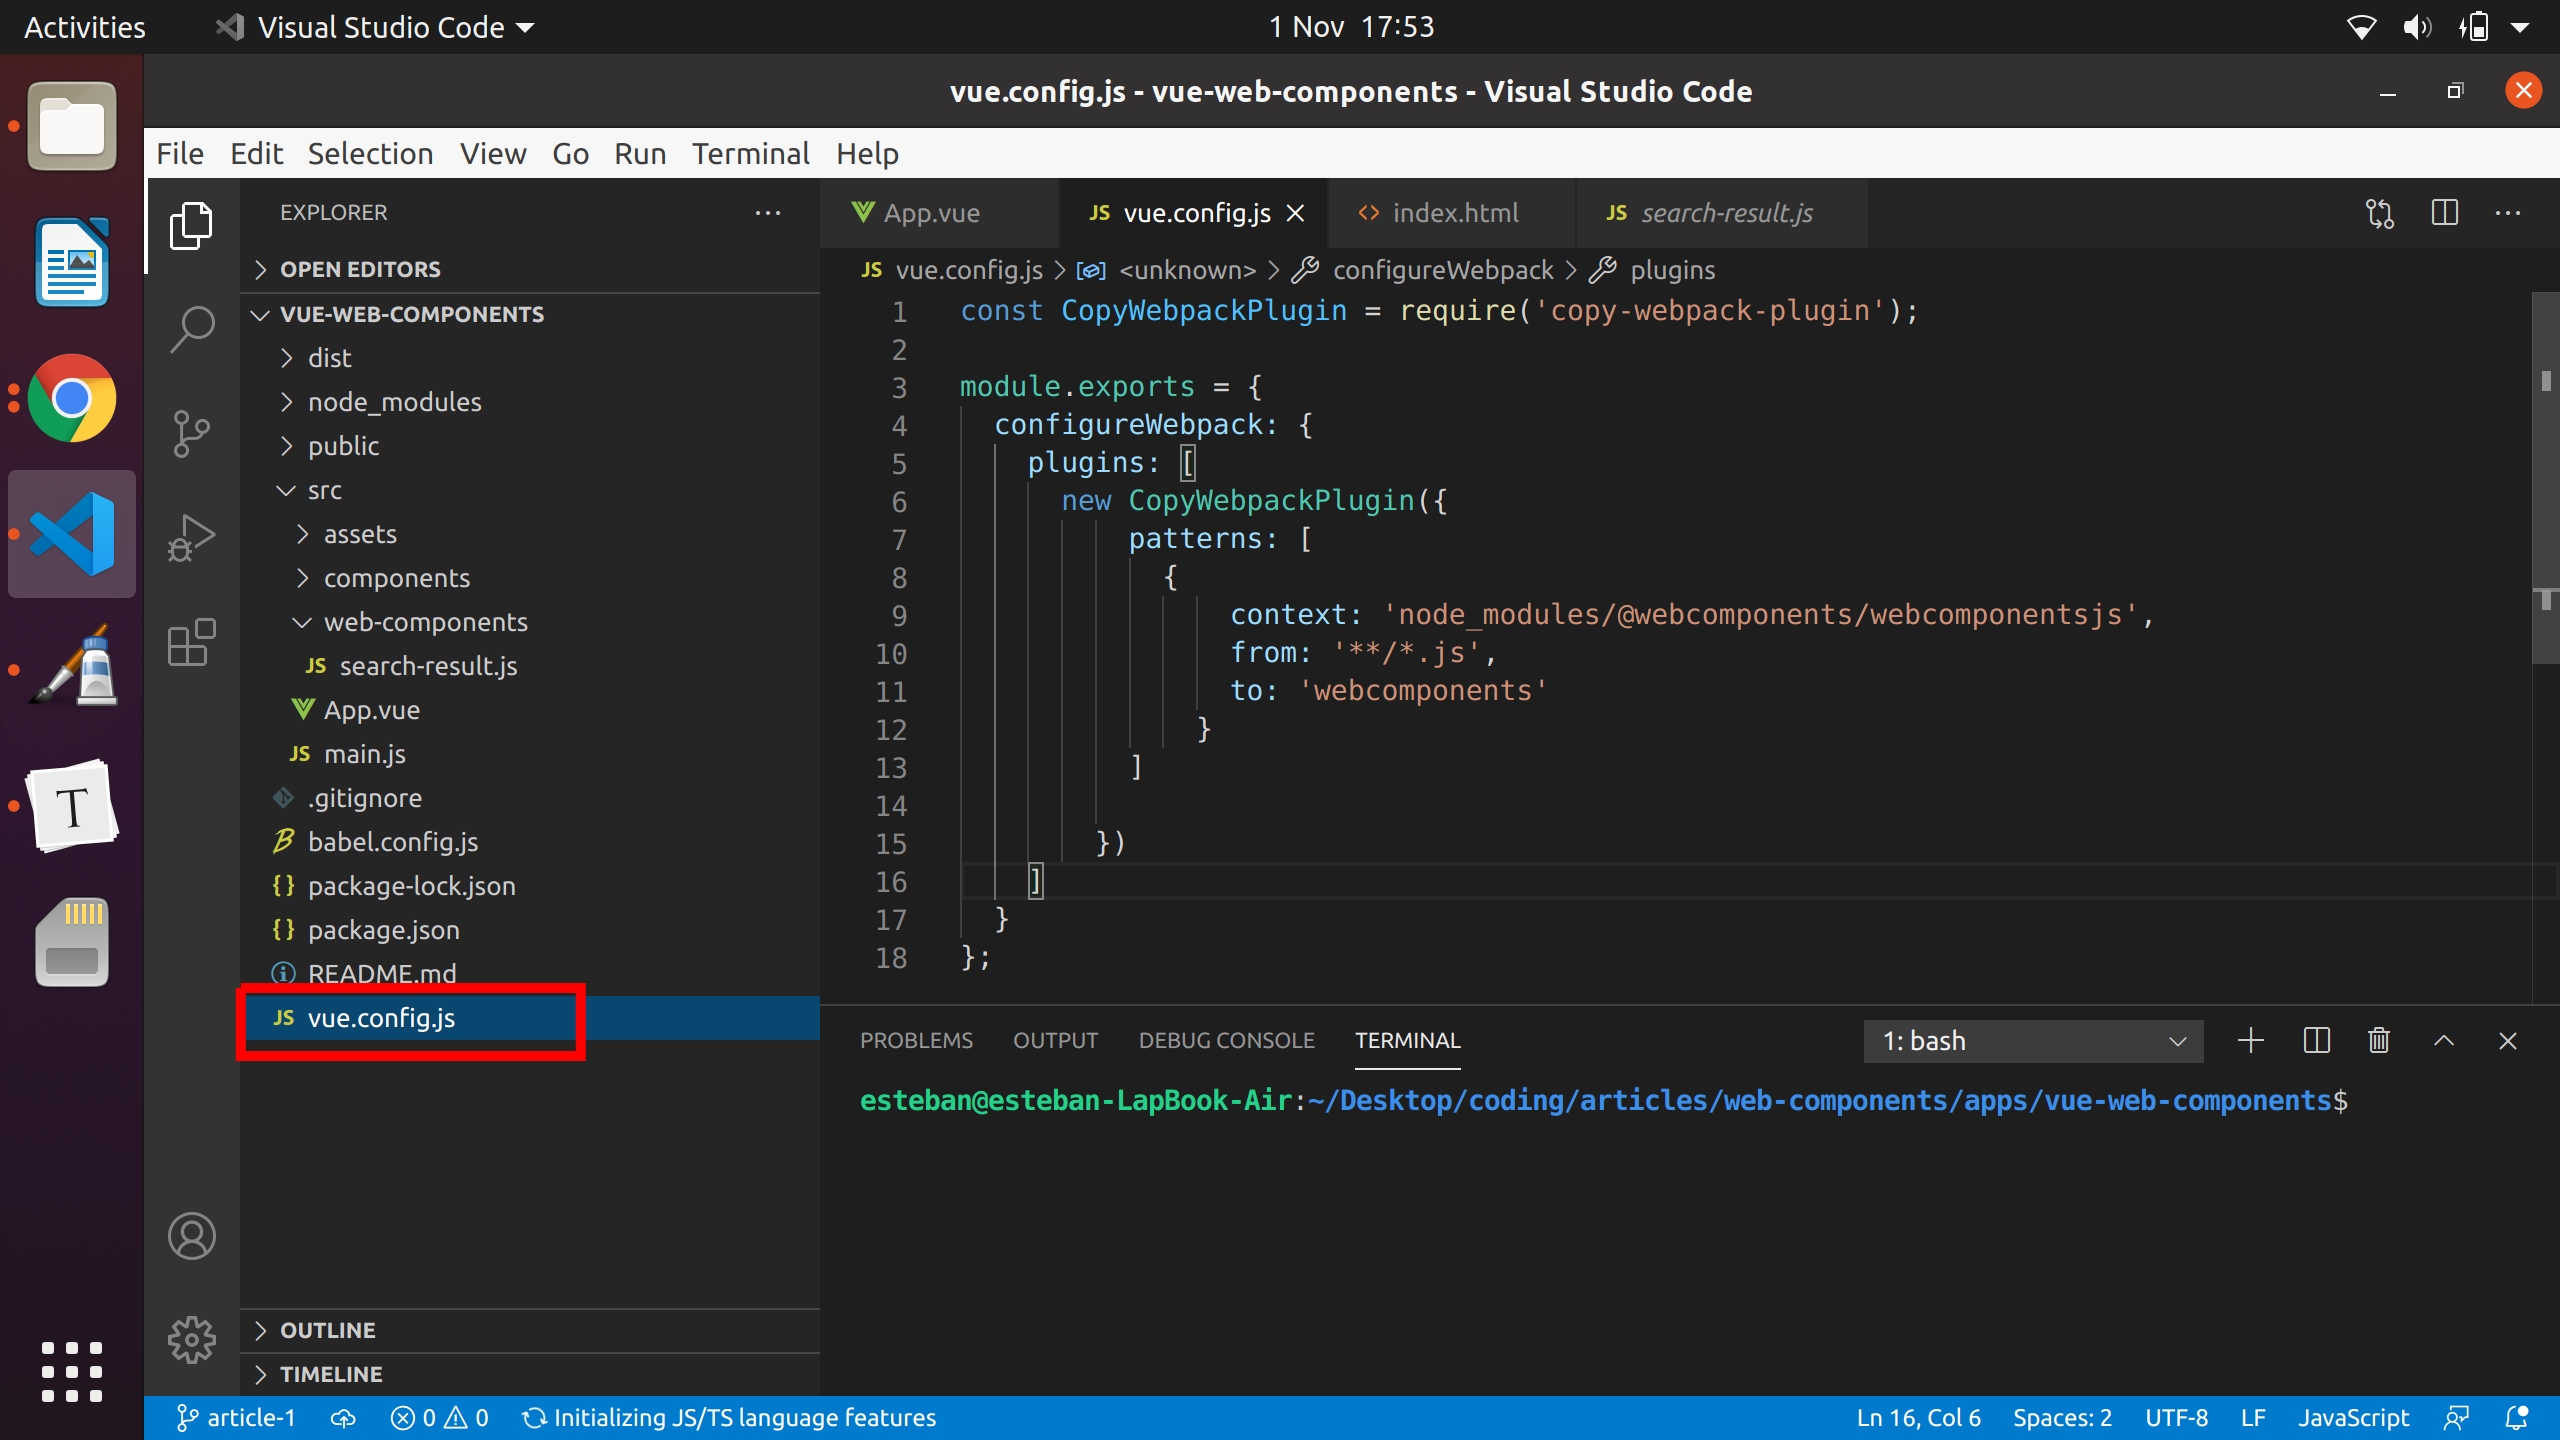 Activities Visual Studio Code 1 Nov 17:53
vue.config.js - vue-web-components - Visual Studio Code
File Edit Selection View Go Run Terminal Help
EXPLORER
OPEN EDITORS
VUE-WEB-COMPONENTS
dist
node_modules
public
src
assets
components
web-components
JS search-result.js
App.vue
JS main.js
.gitignore
babel.config.js
{} package-lock.json
{} package.json
README.md
JS vue.config.js
OUTLINE
TIMELINE
App.vue JS vue.config.js <> index.html JS search-result.js
JS vue.config.js > <unknown> > configureWebpack > plugins
1 const CopyWebpackPlugin = require('copy-webpack-plugin');
2
3 module.exports = {
4 configureWebpack: {
5 plugins: [
6 new CopyWebpackPlugin({
7 patterns: [
8 {
9 context: 'node_modules/@webcomponents/webcomponentsjs',
10 from: '**/*.js',
11 to: 'webcomponents'
12 }
13 ]
14
15 })
16 ]
17 }
18 };
PROBLEMS OUTPUT DEBUG CONSOLE TERMINAL 1: bash
esteban@esteban-LapBook-Air:~/Desktop/coding/articles/web-components/apps/vue-web-components$
article-1 0 0 Initializing JS/TS language features Ln 16, Col 6 Spaces: 2 UTF-8 LF JavaScript